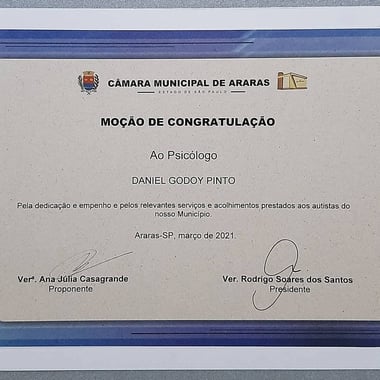 CÂMARA MUNICIPAL DE ARARAS
ESTADO DE SÃO PAULO
MOÇÃO DE CONGRATULAÇÃO
Ao Psicólogo
DANIEL GODOY PINTO
Pela dedicação e empenho e pelos relevantes serviços e acolhimentos prestados aos autistas do
nosso Município.
Araras-SP, março de 2021.
Verª. Ana Júlia Casagrande
Proponente
Ver. Rodrigo Soares dos Santos
Presidente